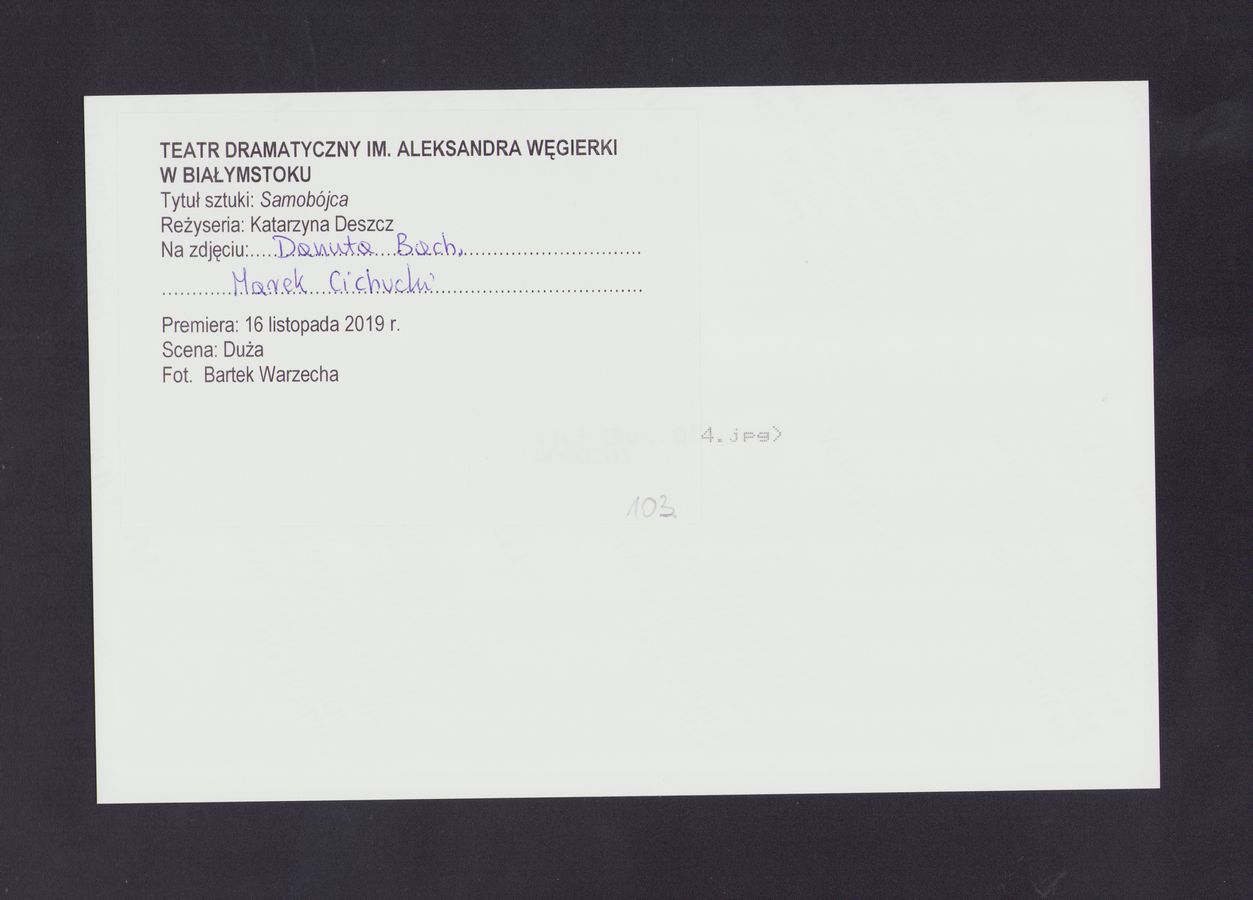 TEATR DRAMATYCZNY IM. ALEKSANDRA WĘGIERKI
W BIAŁYMSTOKU
Tytuł sztuki: Samobójca
Reżyseria: Katarzyna Deszcz
Na zdjęciu:..... Danuta Bach, ...................................
............ Marek Cichucki ..........................................
Premiera: 16 listopada 2019 r.
Scena: Duża
Fot. Bartek Warzecha
4.jpg>
103.